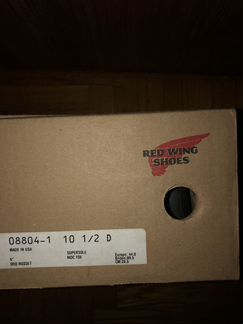 RED WING
SHOES
08804-1 10 1/2 D
MADE IN USA
SUPERSOLE
6"
MOC TOE